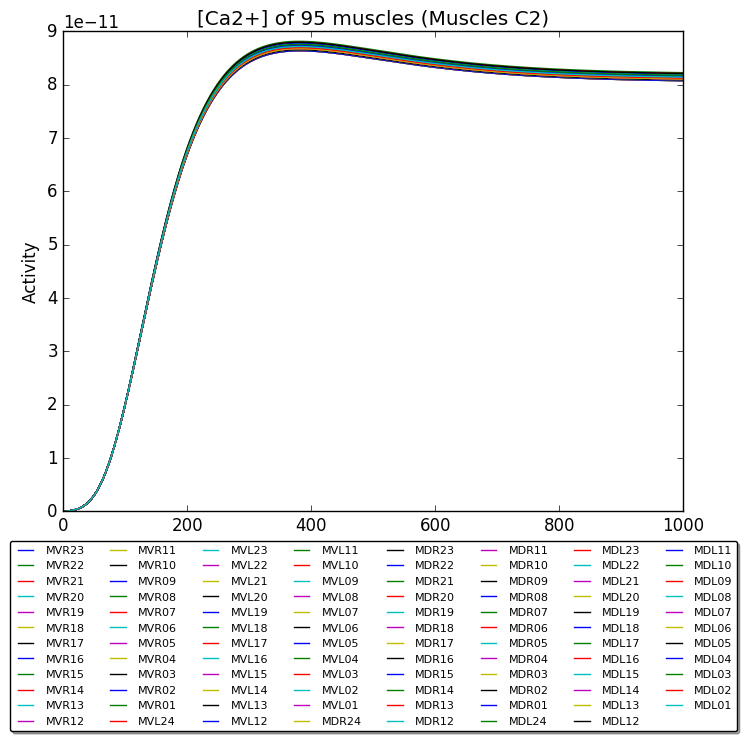 [Ca2+] of 95 muscles (Muscles C2)
1e−11
9
8
7
6
5
4
3
2
1
0
Activity
0 200 400 600 800 1000
MVR23 MVR11 MVL23 MVL11 MDR23 MDR11 MDL23 MDL11
MVR22 MVR10 MVL22 MVL10 MDR22 MDR10 MDL22 MDL10
MVR21 MVR09 MVL21 MVL09 MDR21 MDR09 MDL21 MDL09
MVR20 MVR08 MVL20 MVL08 MDR20 MDR08 MDL20 MDL08
MVR19 MVR07 MVL19 MVL07 MDR19 MDR07 MDL19 MDL07
MVR18 MVR06 MVL18 MVL06 MDR18 MDR06 MDL18 MDL06
MVR17 MVR05 MVL17 MVL05 MDR17 MDR05 MDL17 MDL05
MVR16 MVR04 MVL16 MVL04 MDR16 MDR04 MDL16 MDL04
MVR15 MVR03 MVL15 MVL03 MDR15 MDR03 MDL15 MDL03
MVR14 MVR02 MVL14 MVL02 MDR14 MDR02 MDL14 MDL02
MVR13 MVR01 MVL13 MVL01 MDR13 MDR01 MDL13 MDL01
MVR12 MVL24 MVL12 MDR24 MDR12 MDL24 MDL12